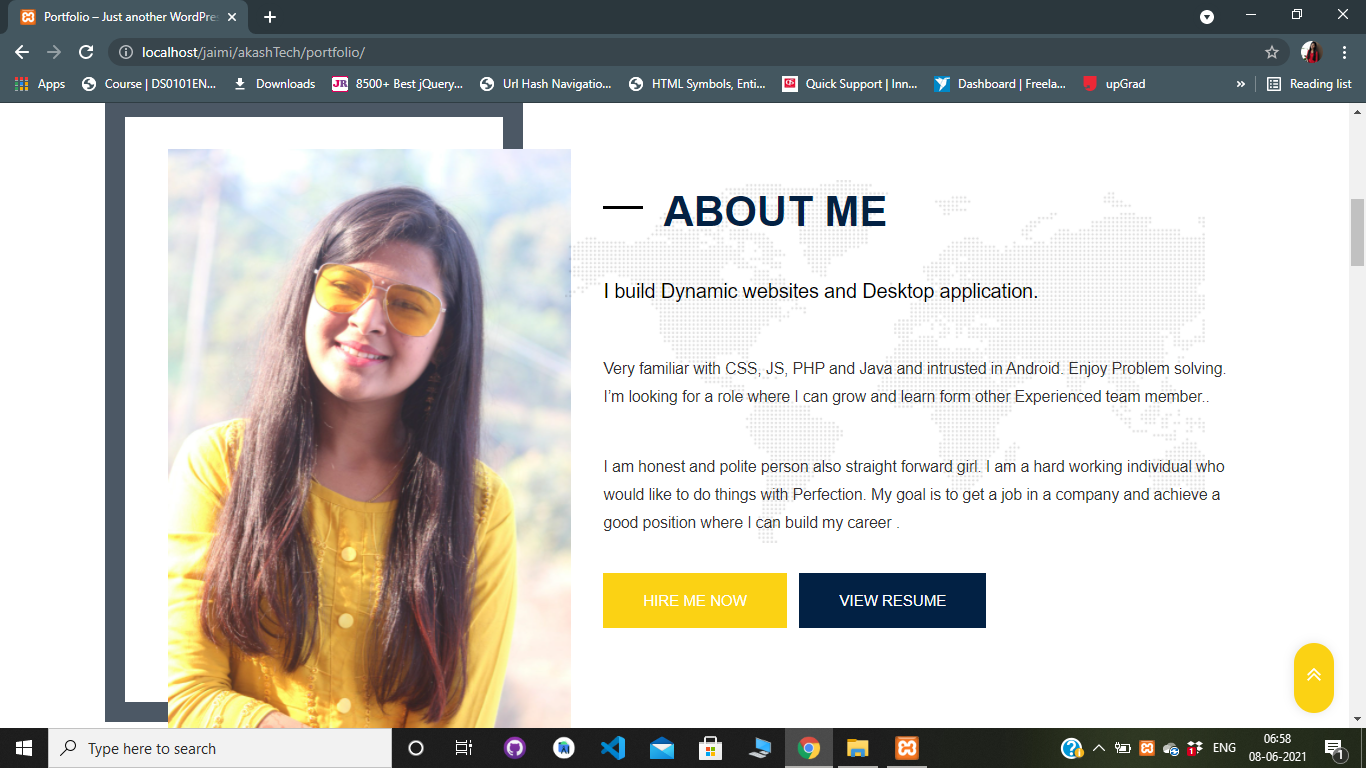 Portfolio – Just another WordPre
localhost/jaimi/akashTech/portfolio/
Apps
Course | DS0101EN...
Downloads
JR
8500+ Best jQuery...
Url Hash Navigatio...
HTML Symbols, Enti...
Quick Support | Inn...
Dashboard | Freela...
upGrad
»
Reading list
ABOUT ME
I build Dynamic websites and Desktop application.
Very familiar with CSS, JS, PHP and Java and intrusted in Android. Enjoy Problem solving.
I'm looking for a role where I can grow and learn form other Experienced team member..
I am honest and polite person also straight forward girl. I am a hard working individual who
would like to do things with Perfection. My goal is to get a job in a company and achieve a
good position where I can build my career .
HIRE ME NOW
VIEW RESUME
Type here to search
ENG
06:58
08-06-2021
1